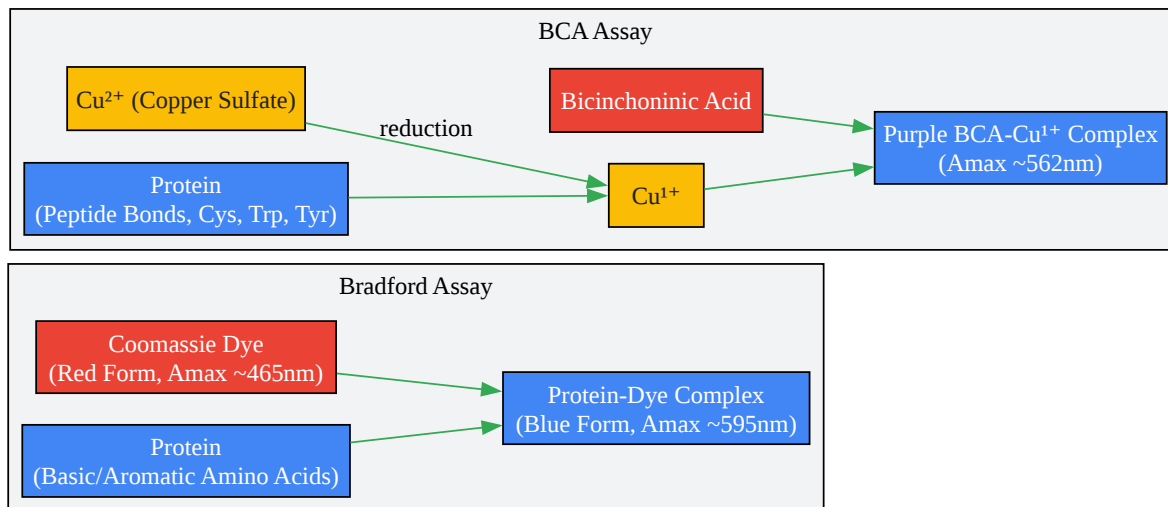 BCA Assay
Cu²⁺ (Copper Sulfate)
reduction
Protein
(Peptide Bonds, Cys, Trp, Tyr)
Bicinchoninic Acid
Cu¹⁺
Purple BCA-Cu¹⁺ Complex
(Amax ~562nm)
Bradford Assay
Coomassie Dye
(Red Form, Amax ~465nm)
Protein
(Basic/Aromatic Amino Acids)
Protein-Dye Complex
(Blue Form, Amax ~595nm)